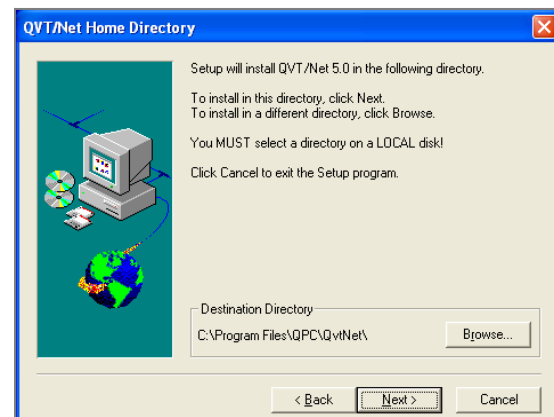 QVT/Net Home Directory
Setup will install QVT/Net 5.0 in the following directory.
To install in this directory, click Next.
To install in a different directory, click Browse.
You MUST select a directory on a LOCAL disk!
Click Cancel to exit the Setup program.
Destination Directory
C:\Program Files\QPC\QvtNet\
Browse...
< Back
Next >
Cancel